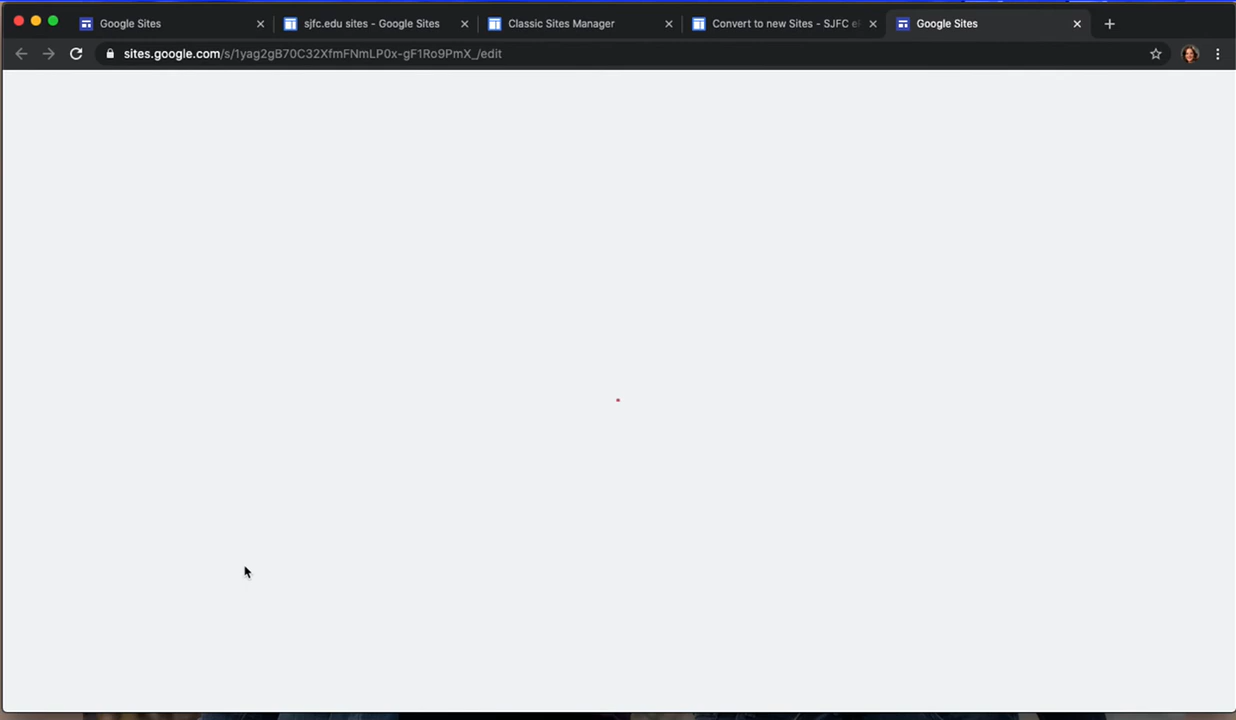 Google Sites
sjfc.edu sites - Google Sites
Classic Sites Manager
Convert to new Sites - SJFC eP
Google Sites
sites.google.com/s/1yag2gB70C32XfmFNmLP0x-gF1Ro9PmX_/edit